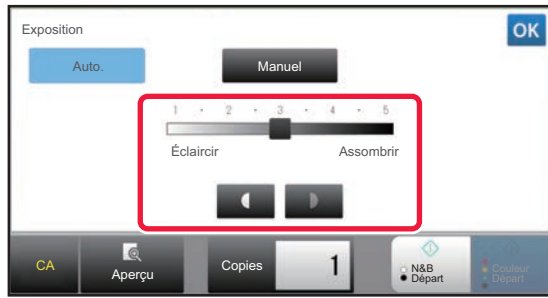 Exposition
OK
Auto.
Manuel
1 · 2 · 3 · 4 · 5
Éclaircir
Assombrir
CA
Aperçu
Copies
1
N&B
Départ
Couleur
Départ